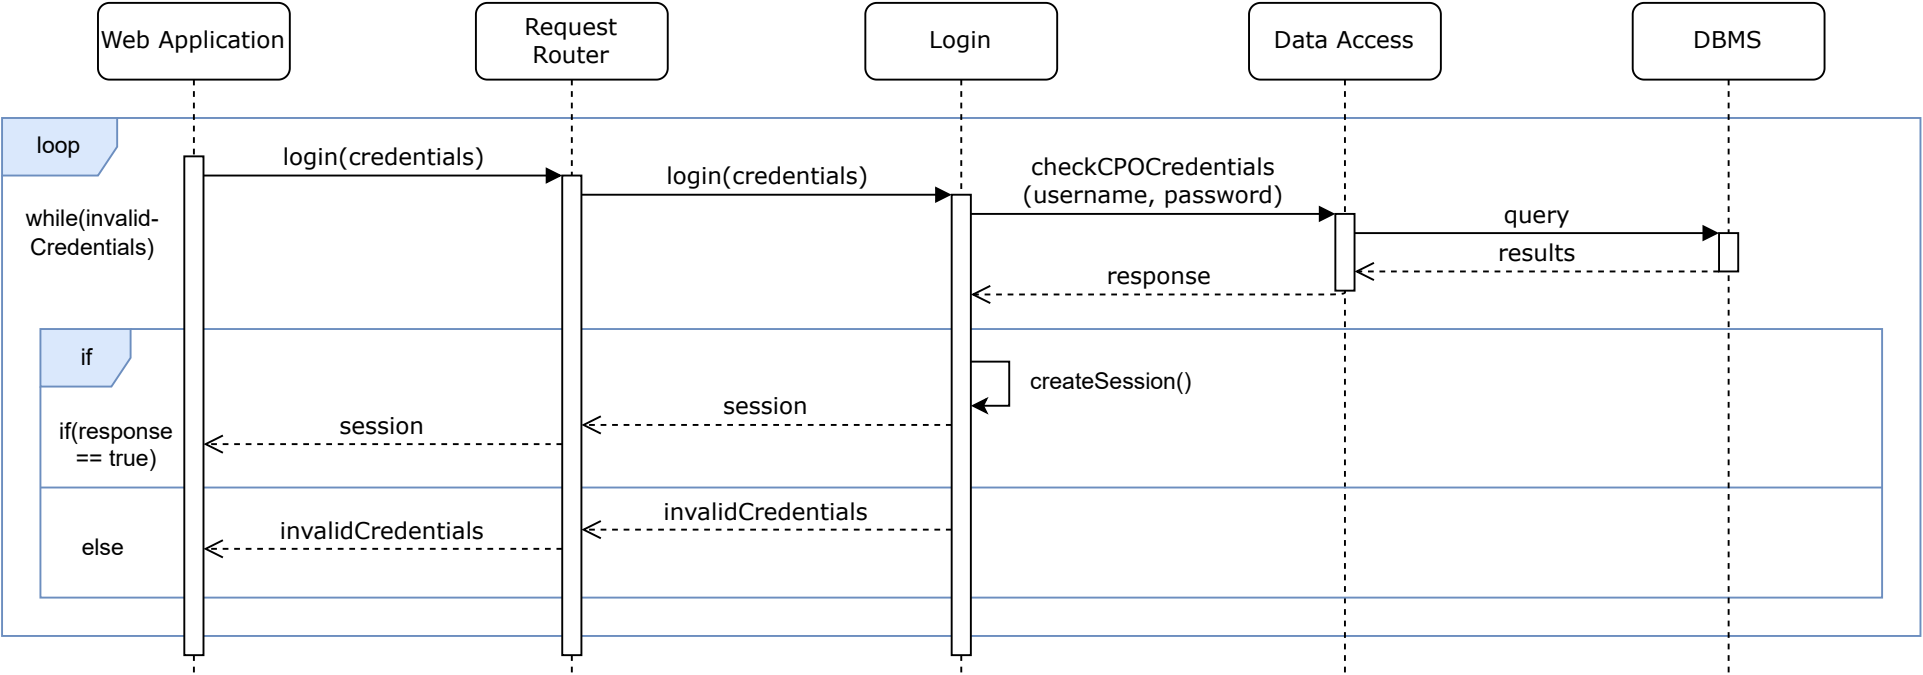 Web Application
Request
Router
Login
Data Access
DBMS
loop
while(invalid-
Credentials)
login(credentials)
login(credentials)
checkCPOCredentials
(username, password)
query
results
response
if
if(response
== true)
createSession()
session
session
else
invalidCredentials
invalidCredentials